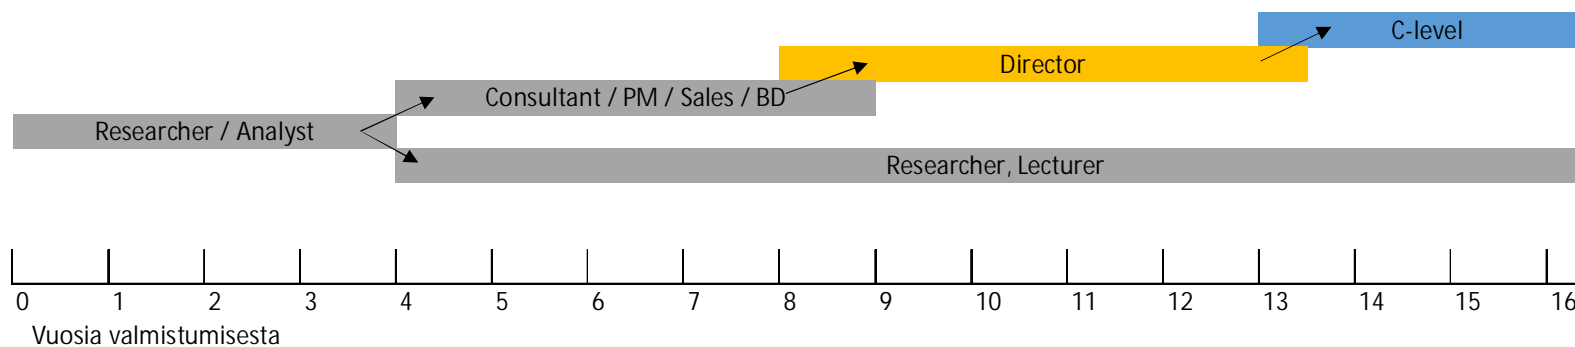 C-level
Director
Consultant / PM / Sales / BD
Researcher / Analyst
Researcher, Lecturer
0 1 2 3 4 5 6 7 8 9 10 11 12 13 14 15 16
Vuosia valmistumisesta